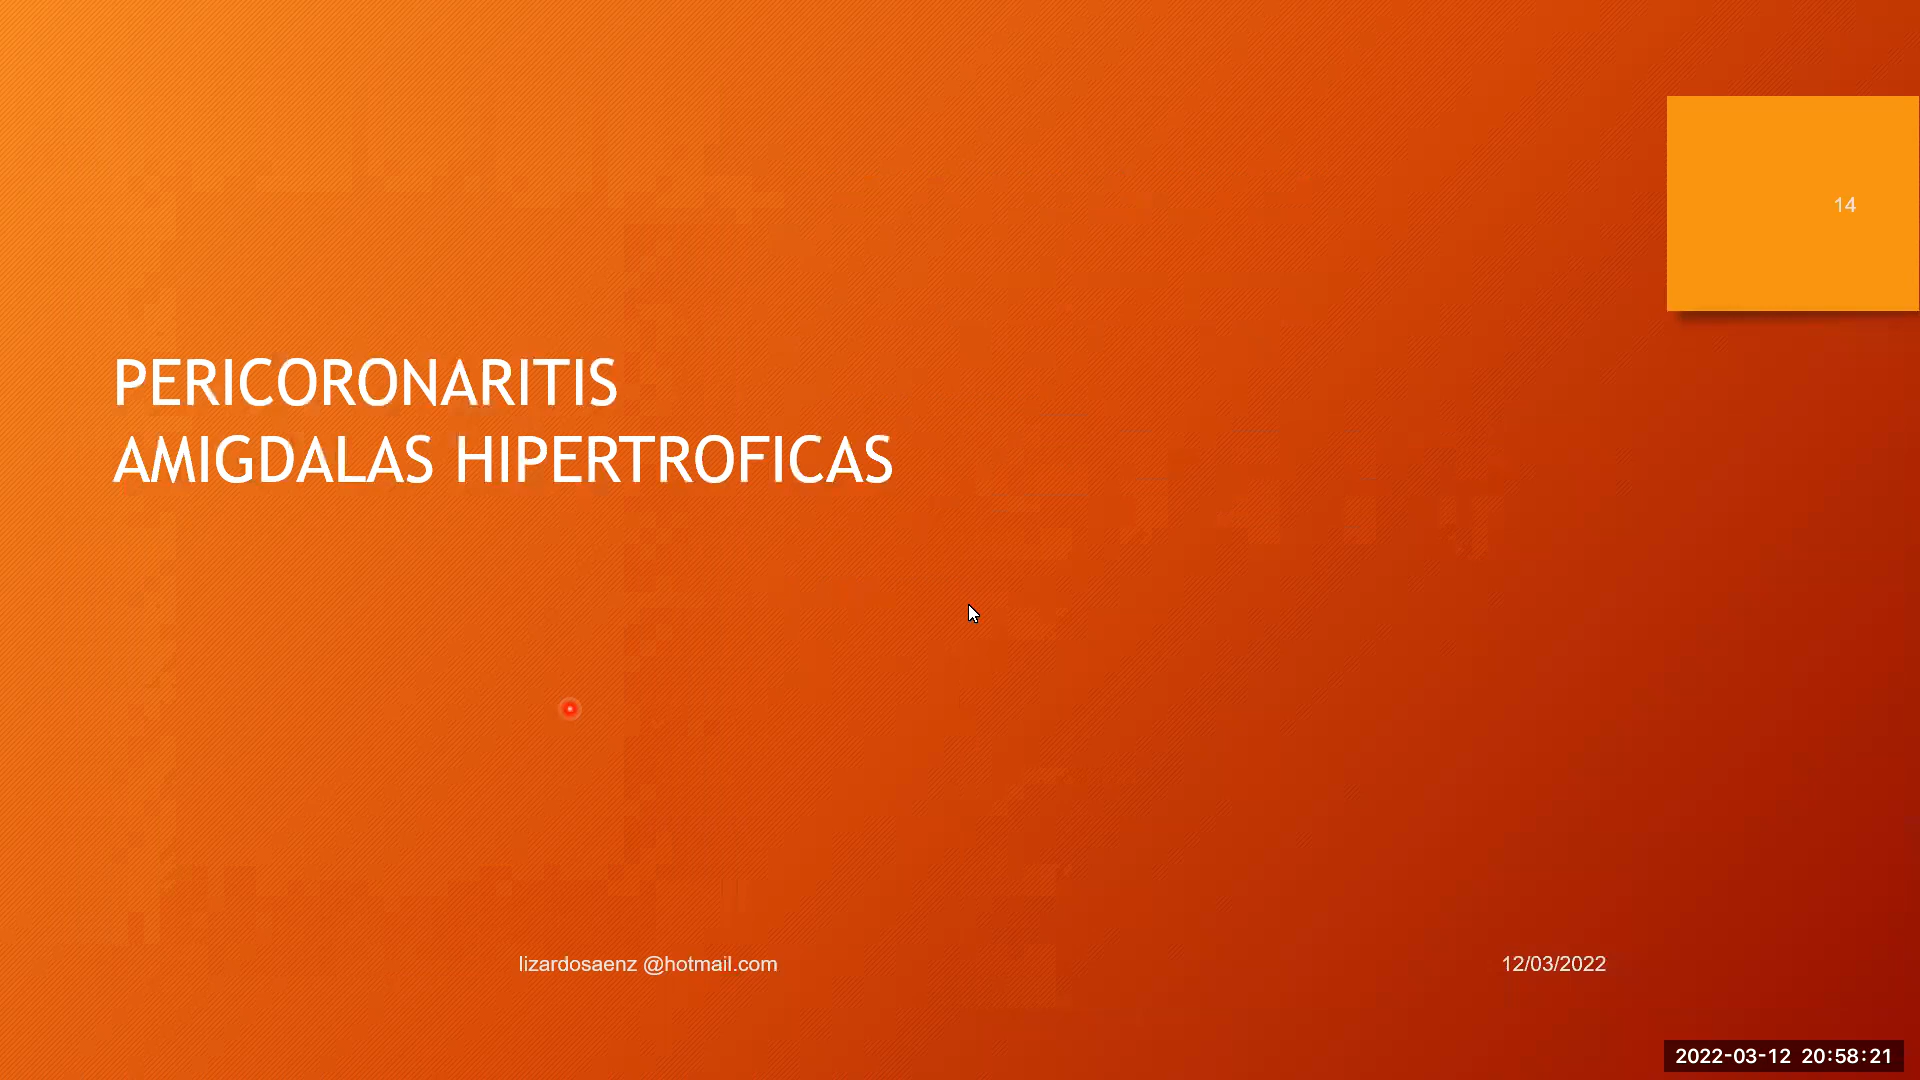 14
PERICORONARITIS
AMIGDALAS HIPERTROFICAS
lizardosaenz @hotmail.com
12/03/2022
2022-03-12 20:58:21